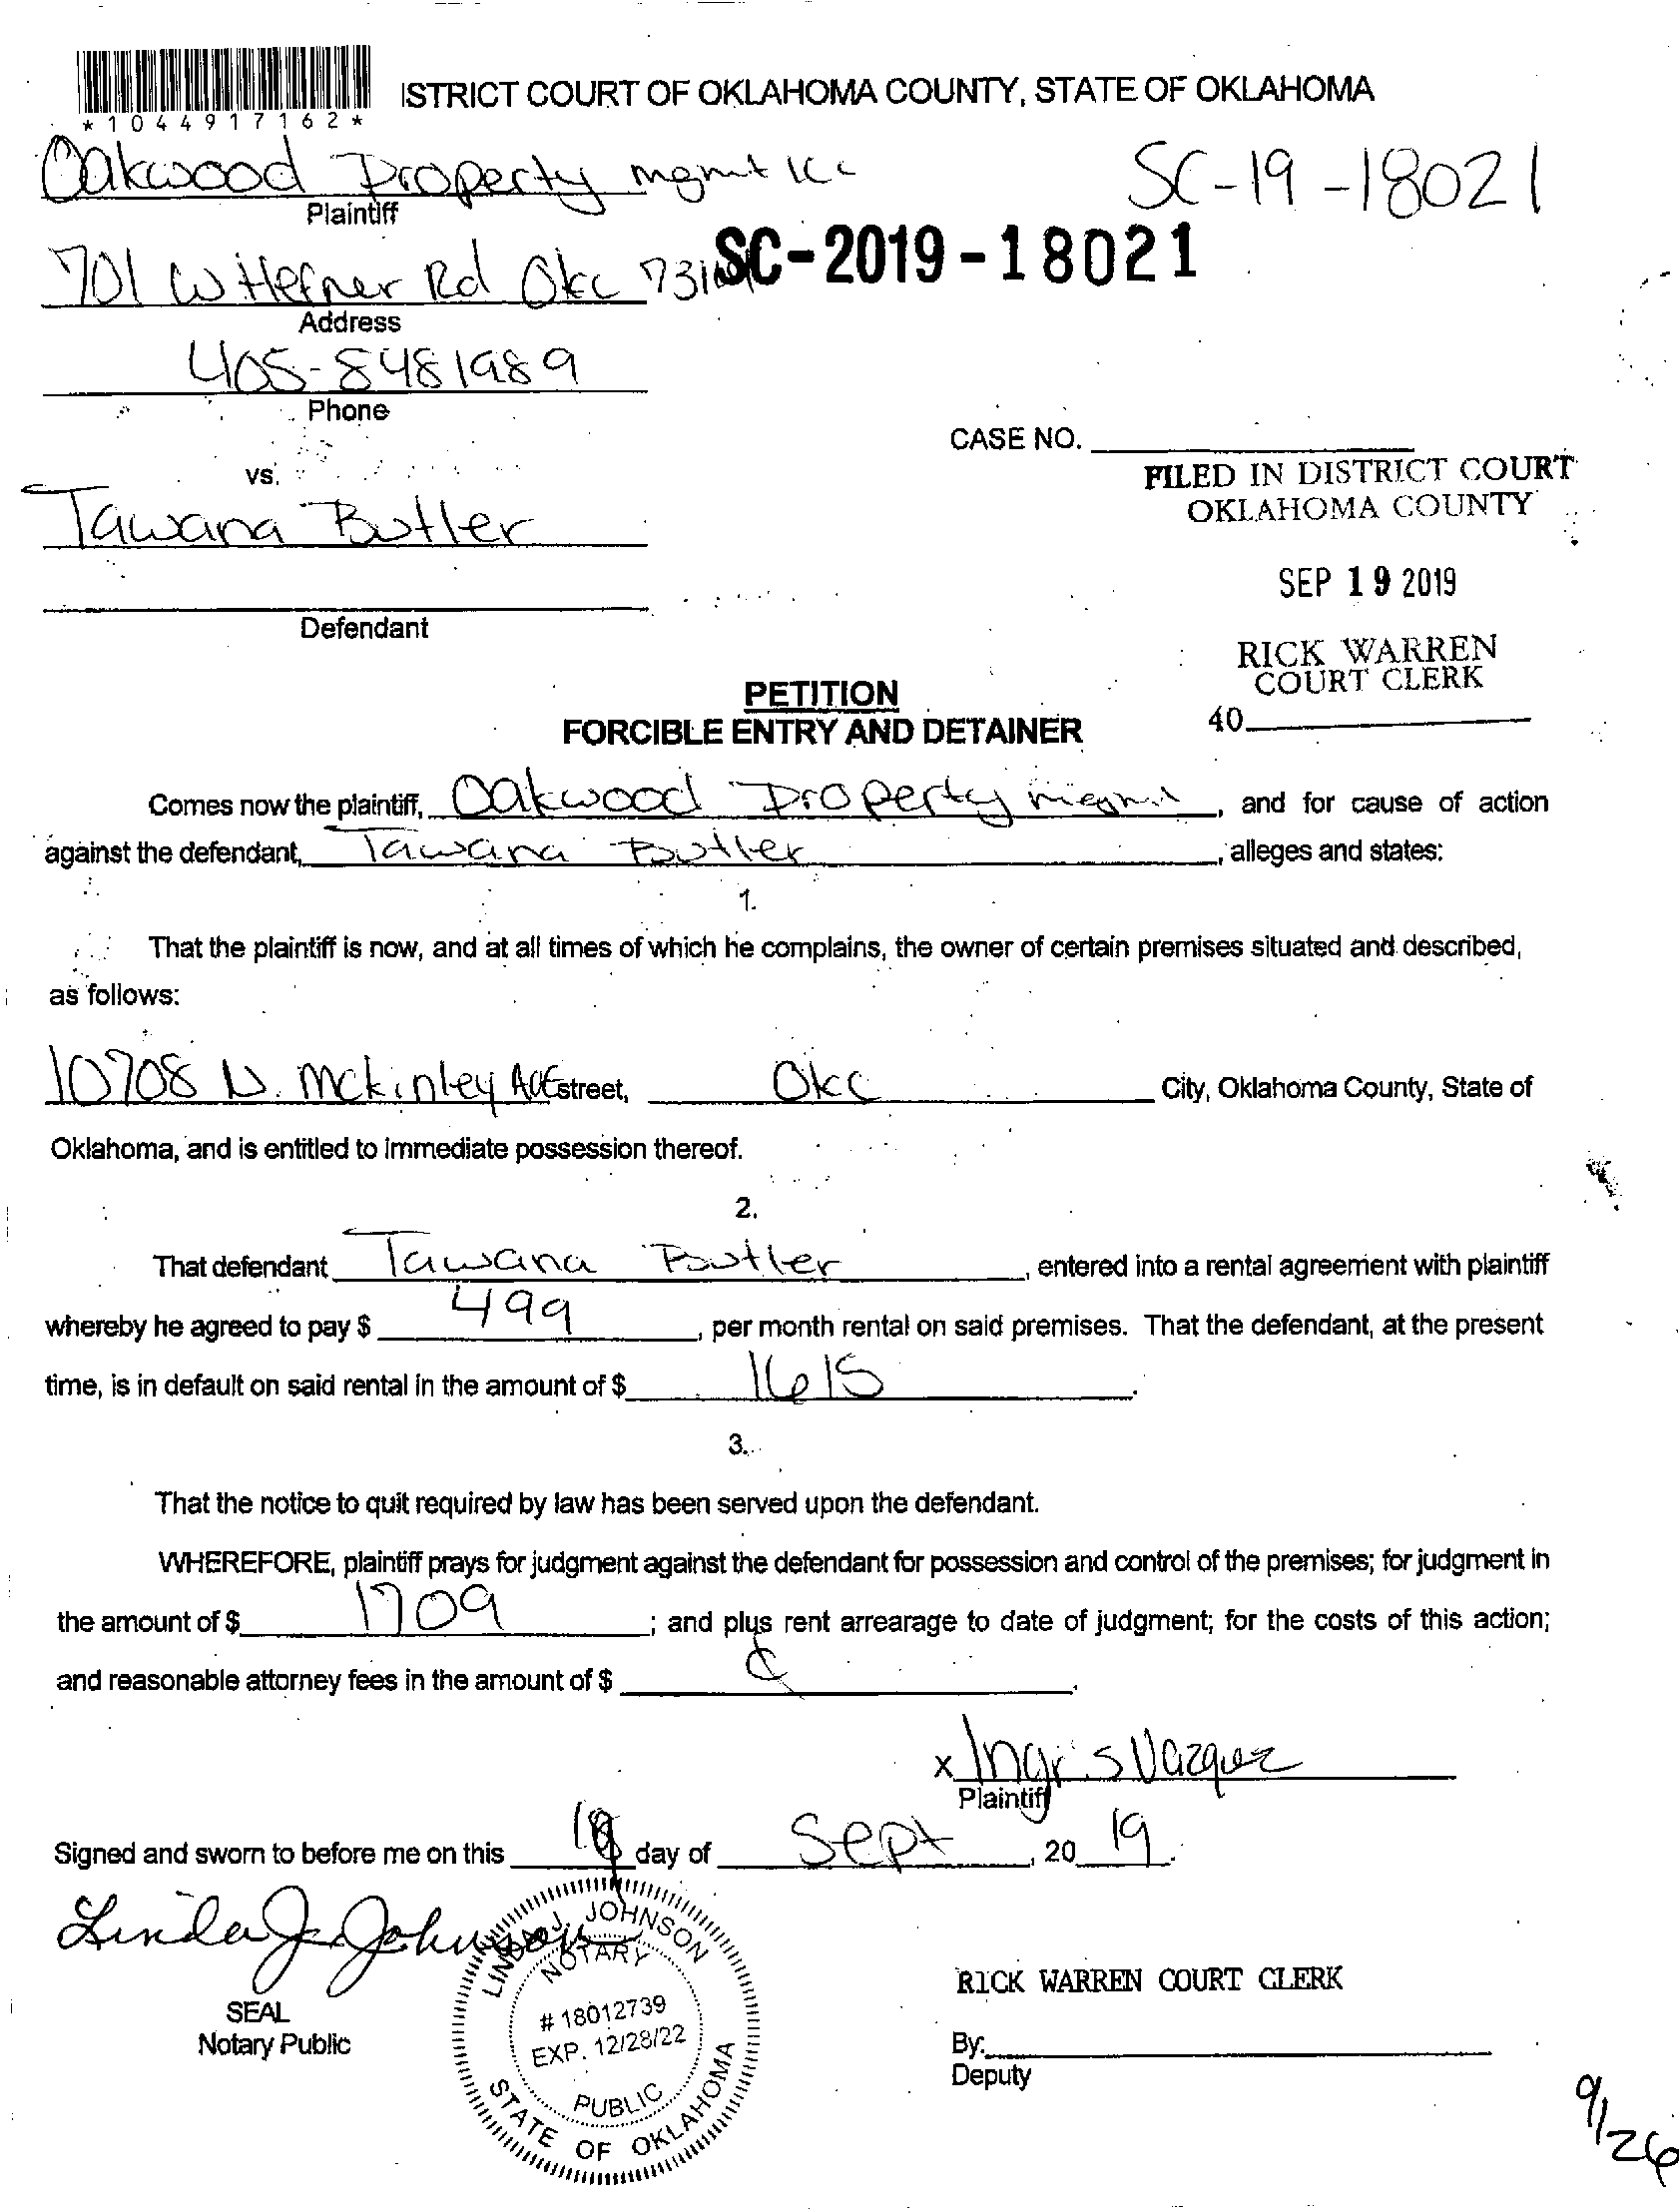 *1044917162*
ISTRICT COURT OF OKLAHOMA COUNTY, STATE OF OKLAHOMA
Oakwood Property mgmt llc
SC-19-18021
Plaintiff
701 W Hefner Rd Okc
SC-2019-18021
Address
405-8481989
Phone
CASE NO.
vs.
FILED IN DISTRICT COURT
OKLAHOMA COUNTY
Tawana Butler
SEP 19 2019
Defendant
RICK WARREN
COURT CLERK
40
PETITION
FORCIBLE ENTRY AND DETAINER
Comes now the plaintiff, Oakwood Property mgmt, and for cause of action
against the defendant, Tawana Butler, alleges and states:
1.
That the plaintiff is now, and at all times of which he complains, the owner of certain premises situated and described,
as follows:
10708 N. Mckinley Ave street, Okc City, Oklahoma County, State of
Oklahoma, and is entitled to immediate possession thereof.
2.
That defendant Tawana Butler, entered into a rental agreement with plaintiff
whereby he agreed to pay $ 499, per month rental on said premises. That the defendant, at the present
time, is in default on said rental in the amount of $ 1615.
3.
That the notice to quit required by law has been served upon the defendant.
WHEREFORE, plaintiff prays for judgment against the defendant for possession and control of the premises; for judgment in
the amount of $ 1709; and plus rent arrearage to date of judgment; for the costs of this action;
and reasonable attorney fees in the amount of $
x Ingris Vazquez
Plaintiff
Signed and sworn to before me on this 18 day of Sept, 2019.
Linda J Johnson
LINDA J. JOHNSON
NOTARY
# 18012739
EXP. 12/28/22
PUBLIC
STATE OF OKLAHOMA
SEAL
Notary Public
RICK WARREN COURT CLERK
By:
Deputy
9/26